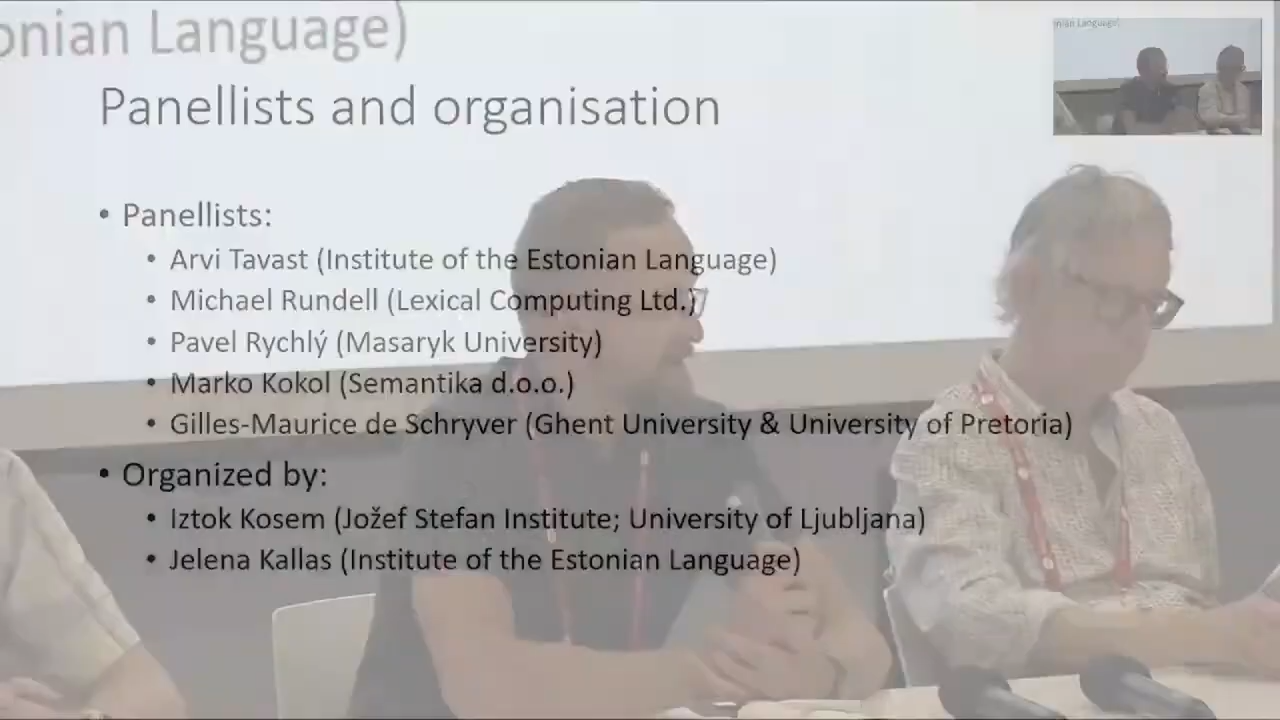 onian Language)
nian Language)
Panellists and organisation
• Panellists:
• Arvi Tavast (Institute of the Estonian Language)
• Michael Rundell (Lexical Computing Ltd.)
• Pavel Rychlý (Masaryk University)
• Marko Kokol (Semantika d.o.o.)
• Gilles-Maurice de Schryver (Ghent University & University of Pretoria)
• Organized by:
• Iztok Kosem (Jožef Stefan Institute; University of Ljubljana)
• Jelena Kallas (Institute of the Estonian Language)